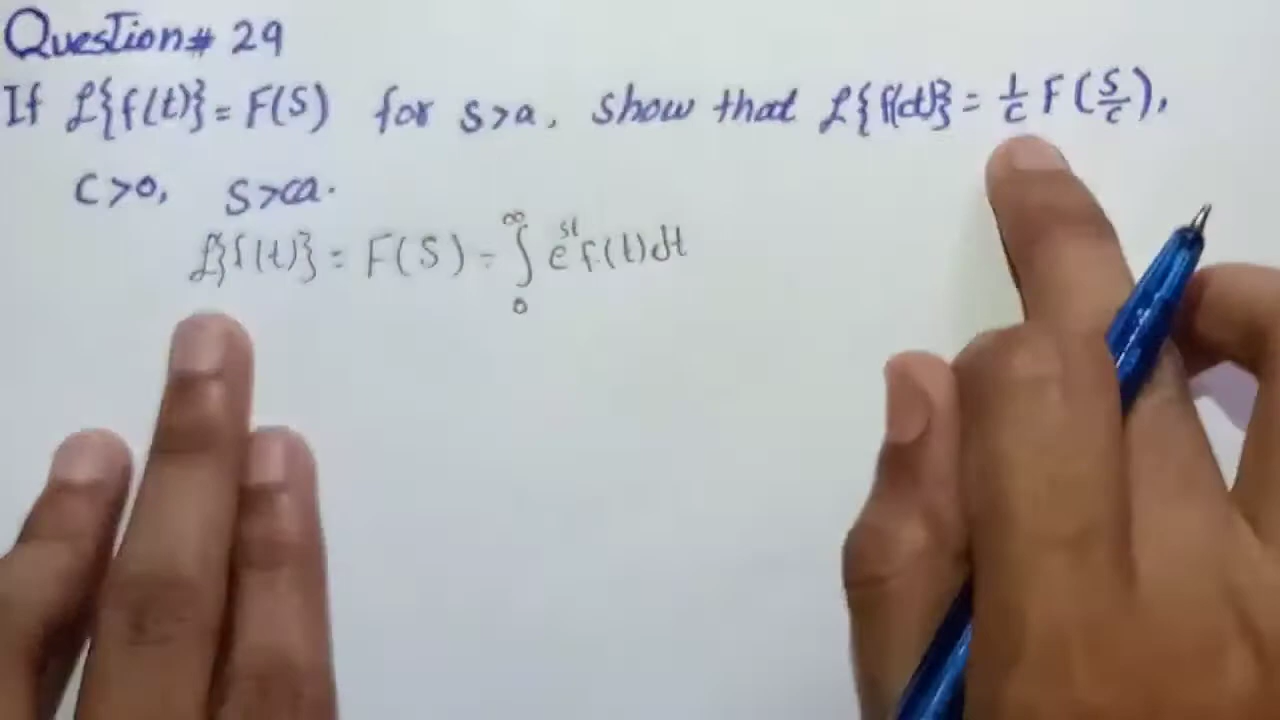 Question# 29
If ℒ{f(t)} = F(S) for s>a, show that ℒ{f(ct)} = 1/c F(s/c),
c>0, s>ca.
ℒ{f(t)} = F(S) = ∫₀^∞ e^st f(t)dt